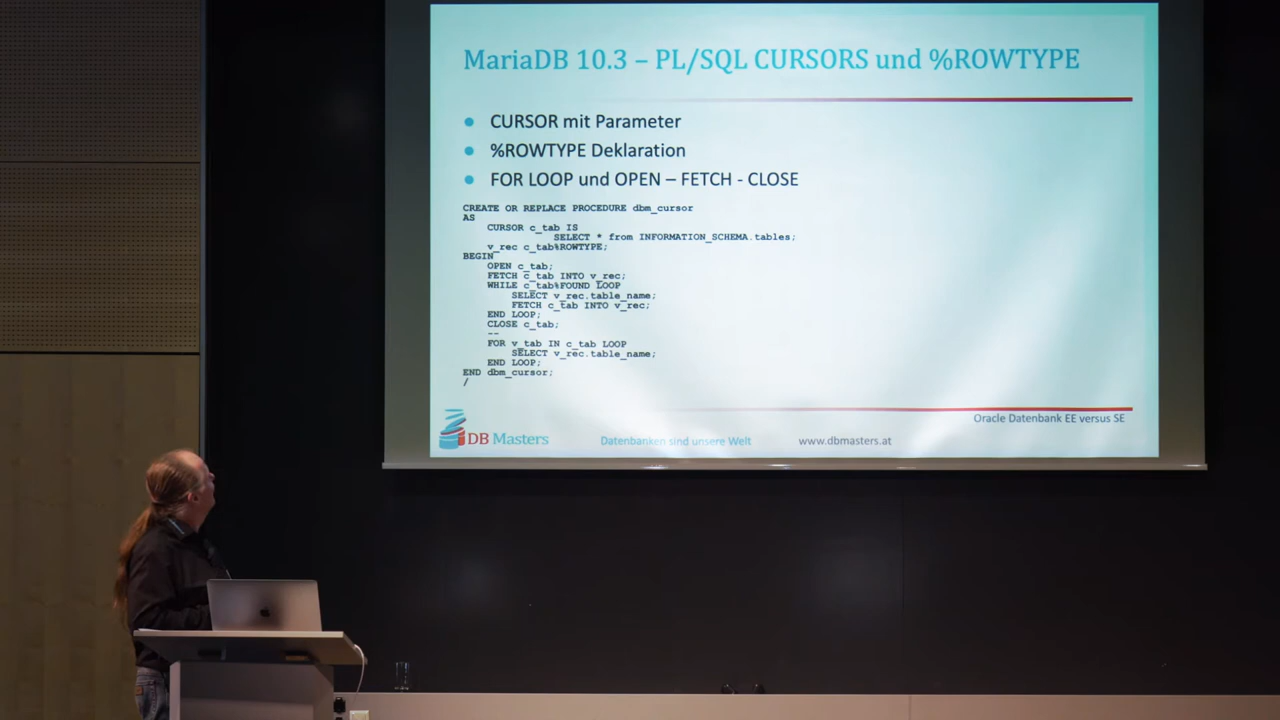 MariaDB 10.3 – PL/SQL CURSORS und %ROWTYPE
● CURSOR mit Parameter
● %ROWTYPE Deklaration
● FOR LOOP und OPEN – FETCH - CLOSE
CREATE OR REPLACE PROCEDURE dbm_cursor
AS
CURSOR c_tab IS
SELECT * from INFORMATION_SCHEMA.tables;
v_rec c_tab%ROWTYPE;
BEGIN
OPEN c_tab;
FETCH c_tab INTO v_rec;
WHILE c_tab%FOUND LOOP
SELECT v_rec.table_name;
FETCH c_tab INTO v_rec;
END LOOP;
CLOSE c_tab;
--
FOR v_tab IN c_tab LOOP
SELECT v_rec.table_name;
END LOOP;
END dbm_cursor;
/
Oracle Datenbank EE versus SE
DB Masters
Datenbanken sind unsere Welt
www.dbmasters.at